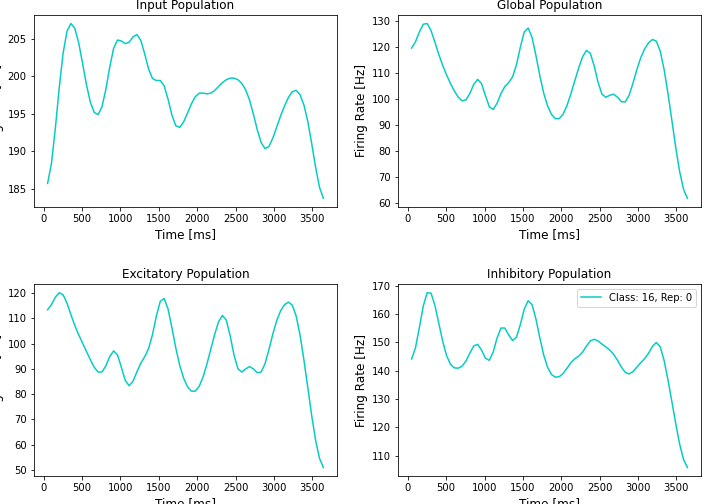 Input Population
Global Population
205
200
195
190
185
0 500 1000 1500 2000 2500 3000 3500
Time [ms]
130
120
110
100
90
80
70
60
Firing Rate [Hz]
0 500 1000 1500 2000 2500 3000 3500
Time [ms]
Excitatory Population
Inhibitory Population
120
110
100
90
80
70
60
50
0 500 1000 1500 2000 2500 3000 3500
Time [ms]
170
160
150
140
130
120
110
Firing Rate [Hz]
Class: 16, Rep: 0
0 500 1000 1500 2000 2500 3000 3500
Time [ms]